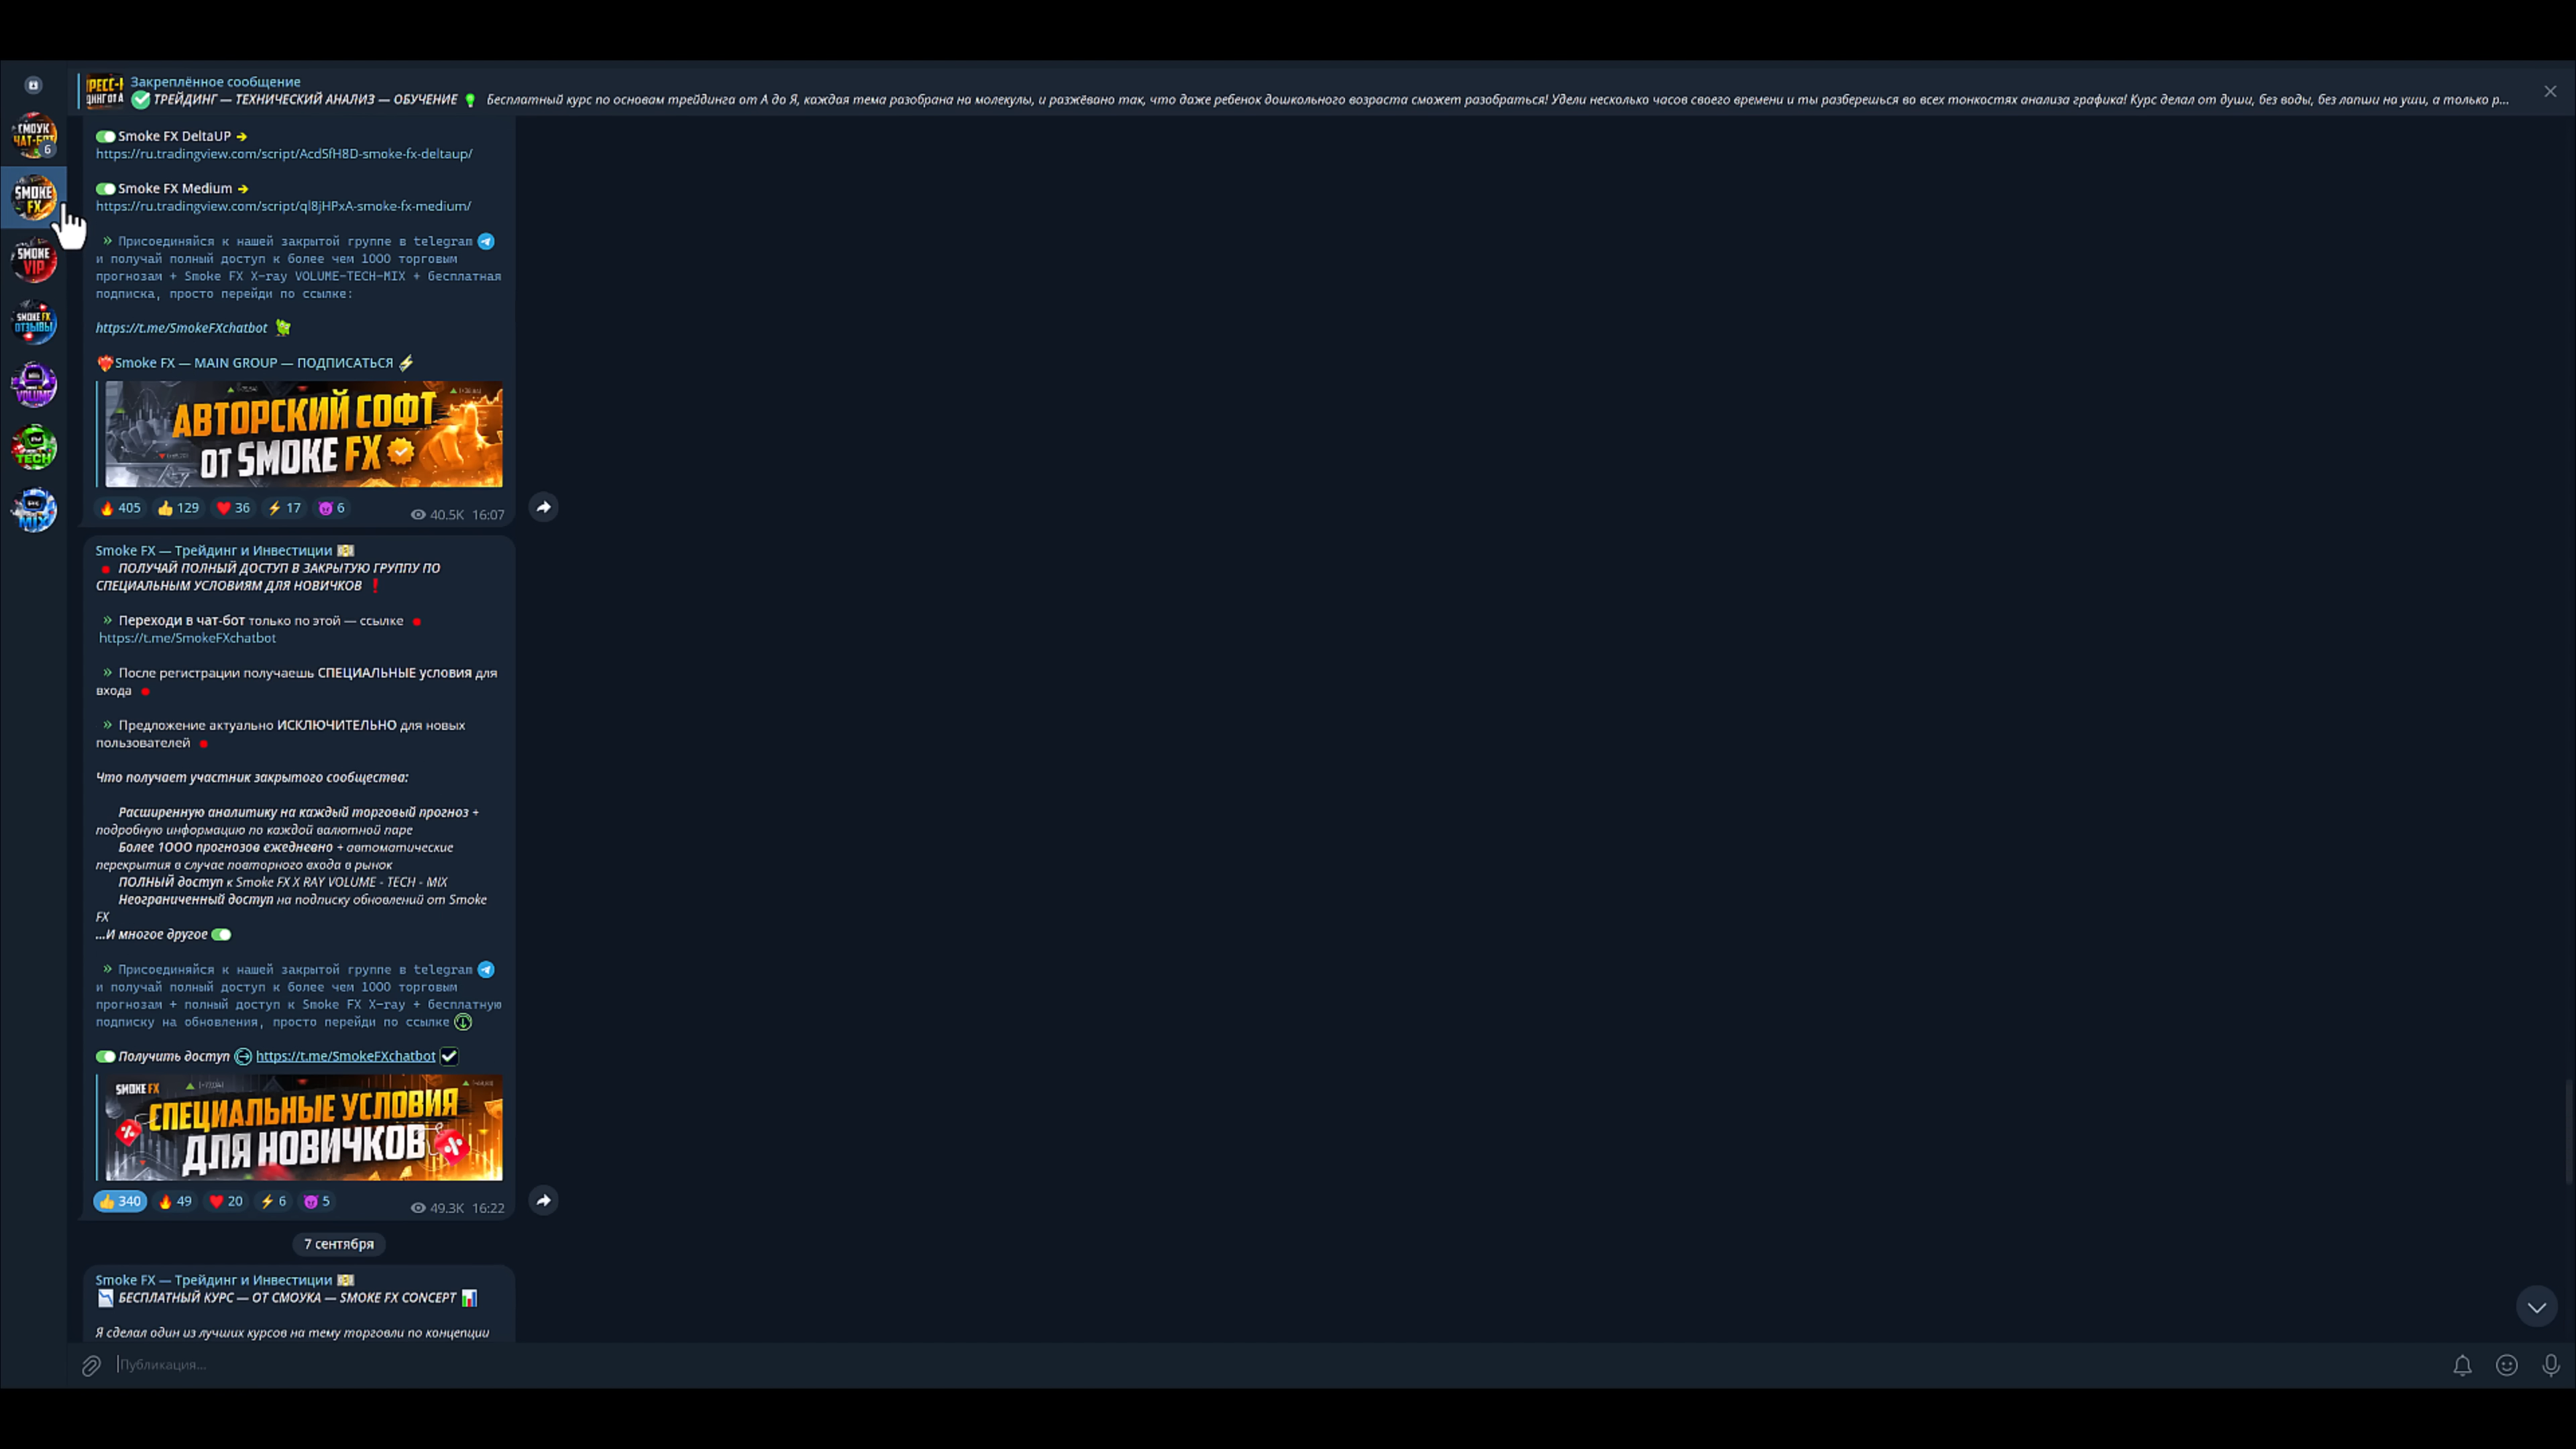 Закреплённое сообщение
ТРЕЙДИНГ — ТЕХНИЧЕСКИЙ АНАЛИЗ — ОБУЧЕНИЕ Бесплатный курс по основам трейдинга от А до Я, каждая тема разобрана на молекулы, и разжёвано так, что даже ребенок дошкольного возраста сможет разобраться! Удели несколько часов своего времени и ты разберешься во всех тонкостях анализа графика! Курс делал от души, без воды, без лапши на уши, а только р...
СМОУК
ЧАТ-БОТ
6
SMOKE
FX
SMOKE
VIP
SMOKE FX
ОТЗЫВЫ
VOLUME
TECH
MIX
Smoke FX DeltaUP
https://ru.tradingview.com/script/AcdSfH8D-smoke-fx-deltaup/
Smoke FX Medium
https://ru.tradingview.com/script/ql8jHPxA-smoke-fx-medium/
» Присоединяйся к нашей закрытой группе в telegram
и получай полный доступ к более чем 1000 торговым
прогнозам + Smoke FX X-ray VOLUME-TECH-MIX + бесплатная
подписка, просто перейди по ссылке:
https://t.me/SmokeFXchatbot
Smoke FX — MAIN GROUP — ПОДПИСАТЬСЯ
АВТОРСКИЙ СОФТ
ОТ SMOKE FX
405 129 36 17 6
40.5K 16:07
Smoke FX — Трейдинг и Инвестиции
ПОЛУЧАЙ ПОЛНЫЙ ДОСТУП В ЗАКРЫТУЮ ГРУППУ ПО
СПЕЦИАЛЬНЫМ УСЛОВИЯМ ДЛЯ НОВИЧКОВ ❗
» Переходи в чат-бот только по этой — ссылке
https://t.me/SmokeFXchatbot
» После регистрации получаешь СПЕЦИАЛЬНЫЕ условия для
входа
» Предложение актуально ИСКЛЮЧИТЕЛЬНО для новых
пользователей
Что получает участник закрытого сообщества:
Расширенную аналитику на каждый торговый прогноз +
подробную информацию по каждой валютной паре
Более 1000 прогнозов ежедневно + автоматические
перекрытия в случае повторного входа в рынок
ПОЛНЫЙ доступ к Smoke FX X RAY VOLUME - TECH - MIX
Неограниченный доступ на подписку обновлений от Smoke
FX
...И многое другое
» Присоединяйся к нашей закрытой группе в telegram
и получай полный доступ к более чем 1000 торговым
прогнозам + полный доступ к Smoke FX X-ray + бесплатную
подписку на обновления, просто перейди по ссылке
Получить доступ https://t.me/SmokeFXchatbot
SMOKE FX
СПЕЦИАЛЬНЫЕ УСЛОВИЯ
ДЛЯ НОВИЧКОВ
340 49 20 6 5
49.3K 16:22
7 сентября
Smoke FX — Трейдинг и Инвестиции
БЕСПЛАТНЫЙ КУРС — ОТ СМОУКА — SMOKE FX CONCEPT
Я сделал один из лучших курсов на тему торговли по концепции
Публикация...